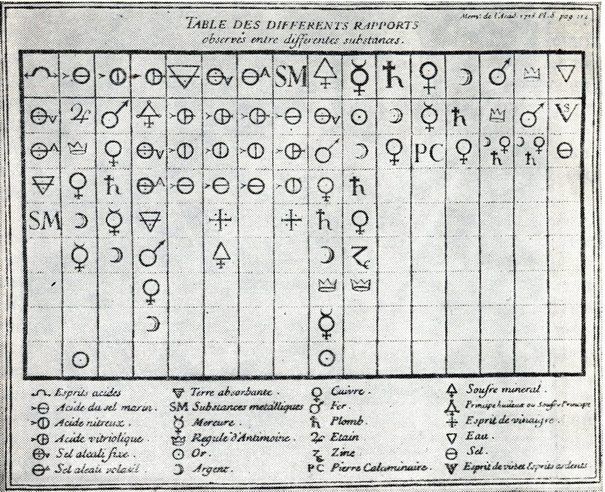 TABLE DES DIFFERENTS RAPPORTS
observés entre differentes substances.
Mem. de l'Acad. 1718 Pl. 8. pag. 212
SM
PC
SM
Esprits acides
Acide du sel marin.
Acide nitreux.
Acide vitriolique.
Sel alcali fixe.
Sel alcali volatil.
Terre absorbante.
SM Substances metalliques
Mercure.
Regule d'Antimoine.
Or.
Argent.
Cuivre.
Fer.
Plomb.
Etain
Zinc
PC Pierre Calaminaire.
Soufre mineral.
Principe huileux ou Soufre Principe
Esprit de vinaigre.
Eau.
Sel.
Esprit de vin et Esprits ardents